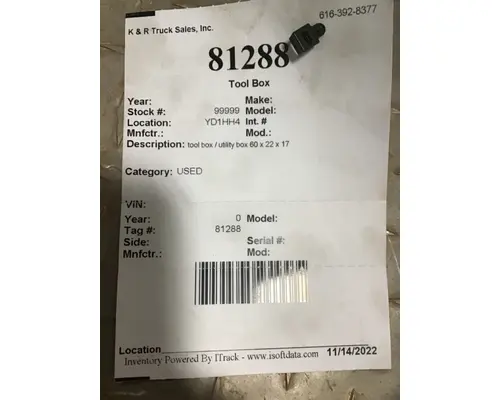 K & R Truck Sales, Inc. 616-392-8377
81288
Tool Box
Year: Make:
Stock #: 99999 Model:
Location: YD1HH4 Int. #
Mnfctr.: Mod.:
Description: tool box / utility box 60 x 22 x 17
Category: USED
VIN:
Year: 0 Model:
Tag #: 81288
Side: Serial #:
Mnfctr.: Mod:
Location
Inventory Powered By ITrack - www.isoftdata.com 11/14/2022